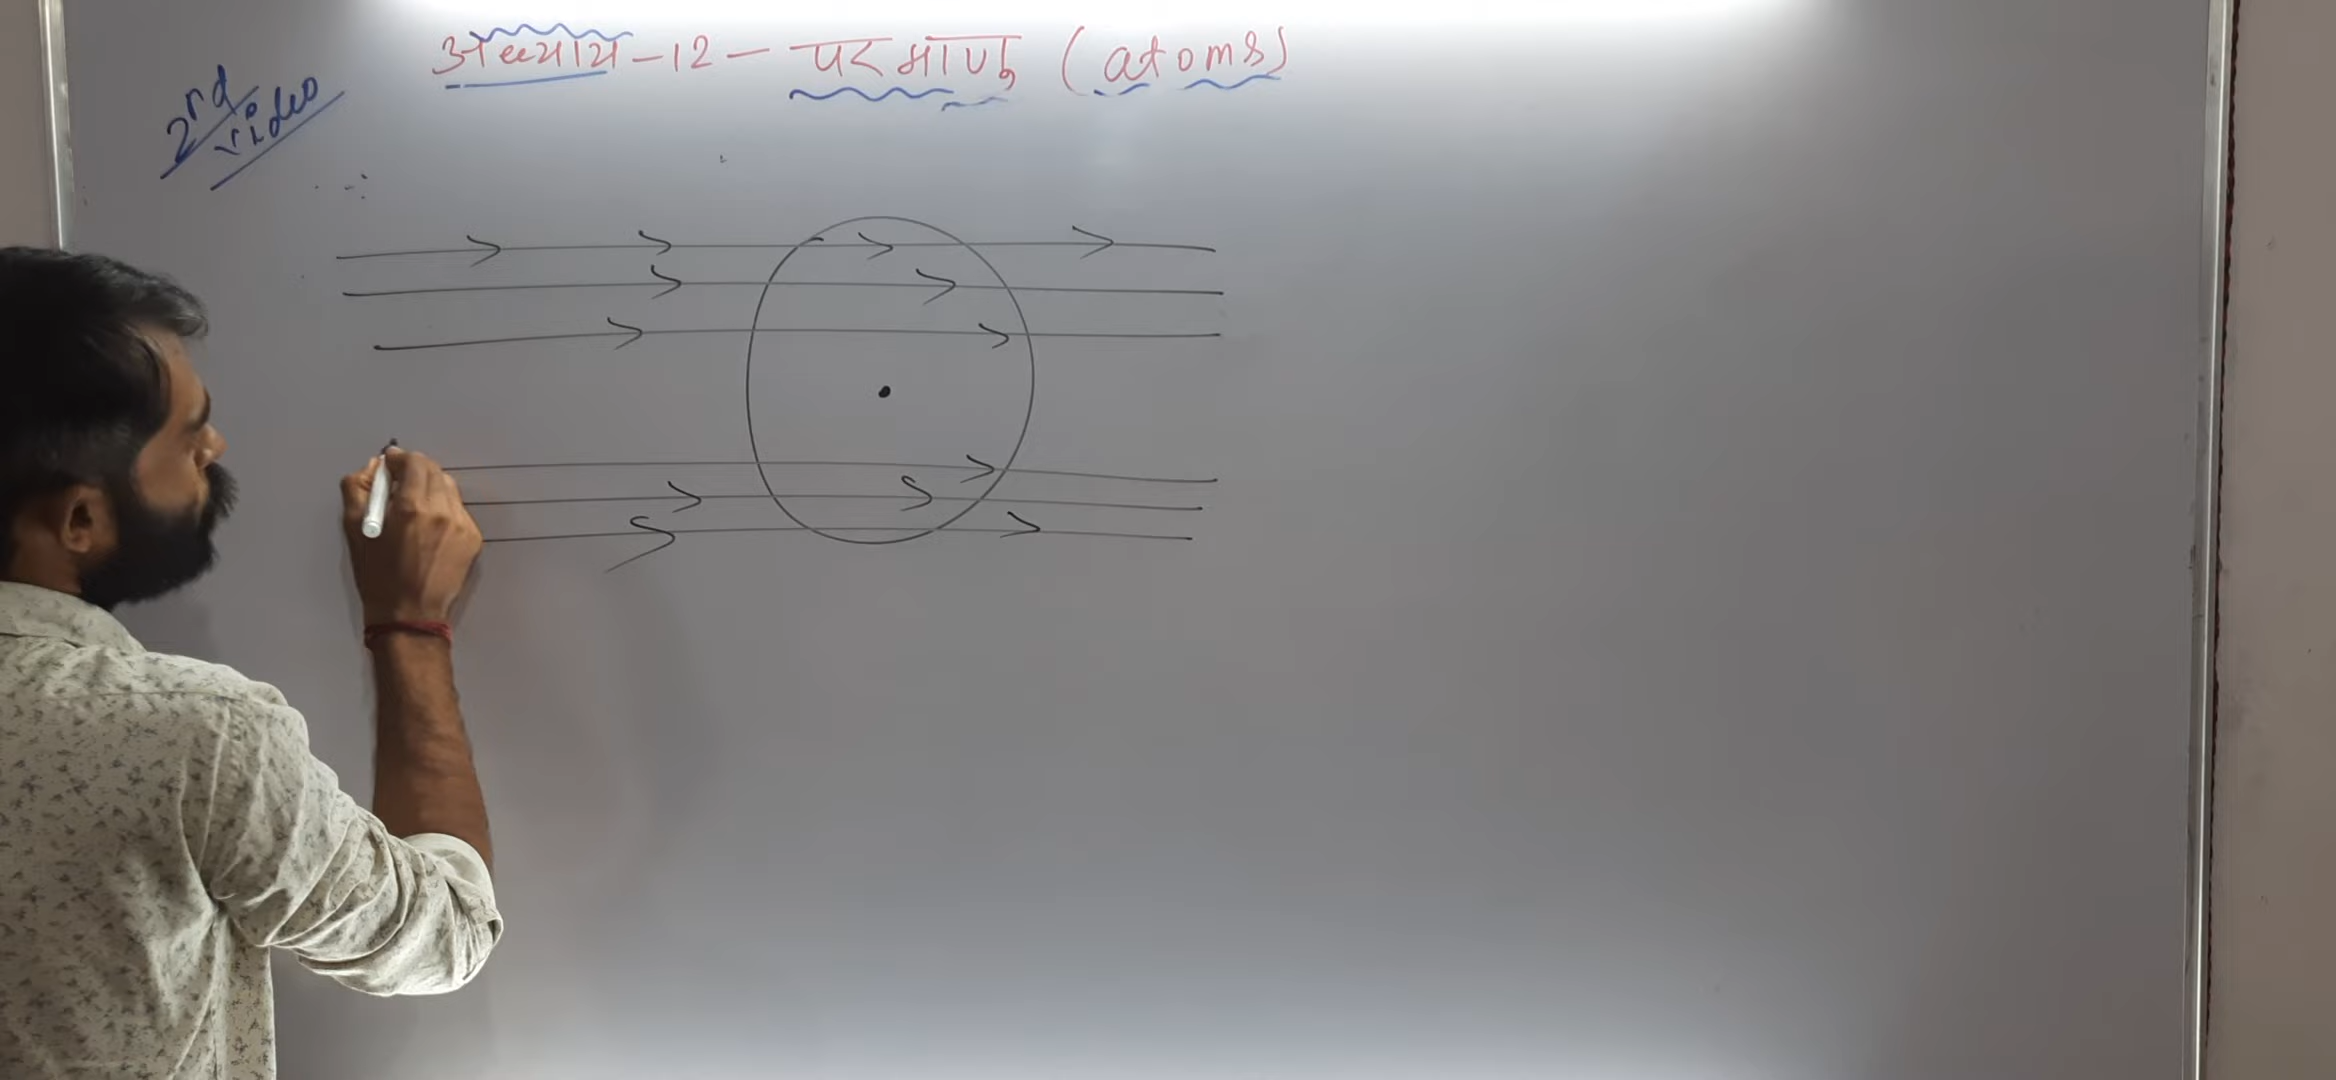 अध्याय - 12 - परमाणु (atoms)
2nd
video